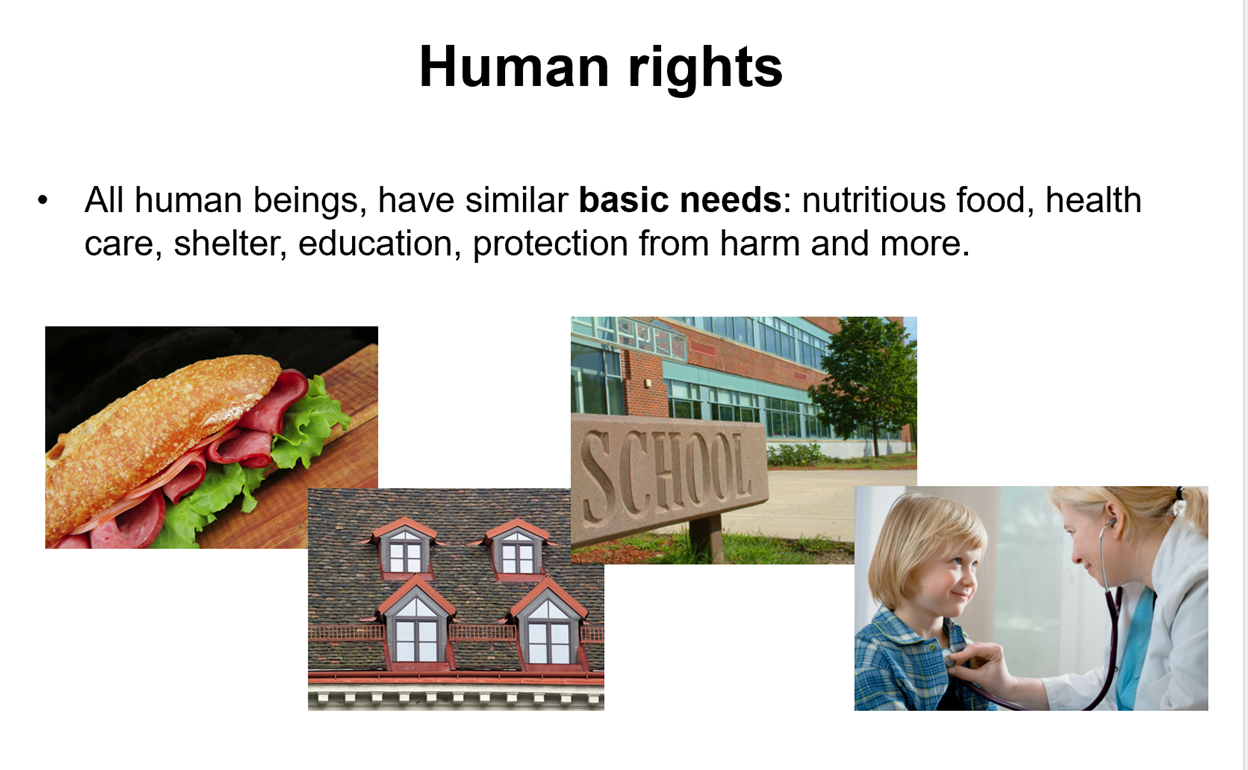 Human rights
• All human beings, have similar basic needs: nutritious food, health
care, shelter, education, protection from harm and more.
SCHOOL